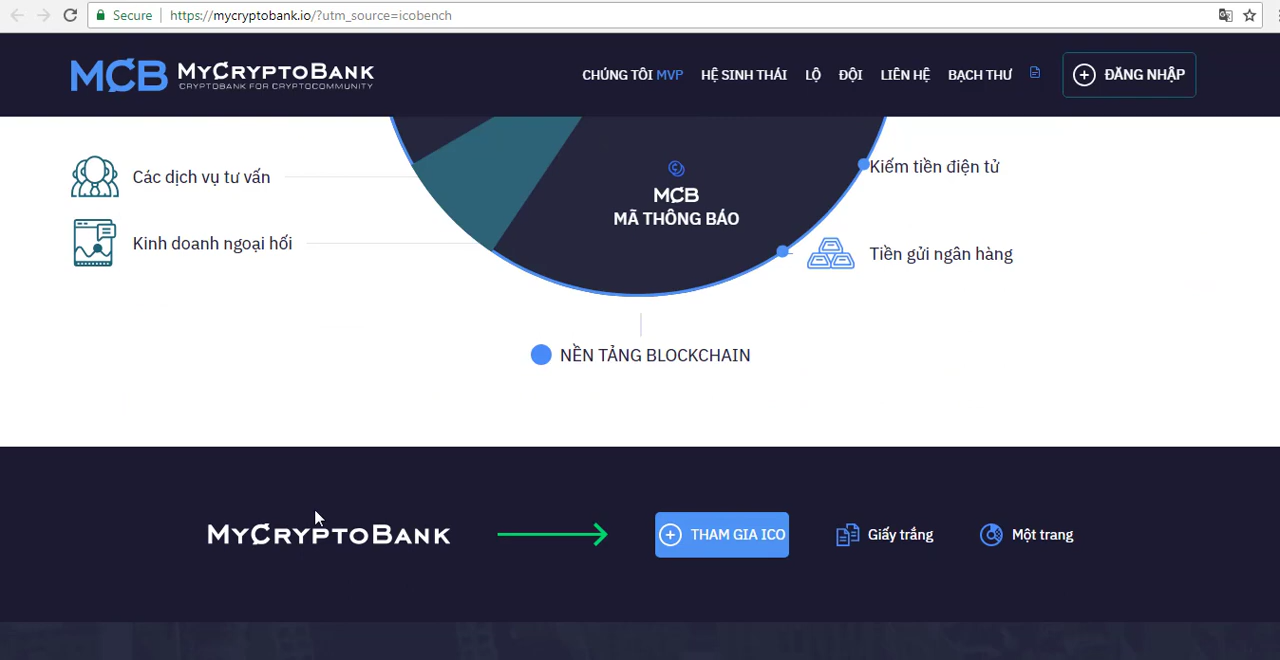 Secure https://mycryptobank.io/?utm_source=icobench
MCB MYCRYPTOBANK
CRYPTOBANK FOR CRYPTOCOMMUNITY
CHÚNG TÔI MVP HỆ SINH THÁI LỘ ĐỘI LIÊN HỆ BẠCH THƯ ĐĂNG NHẬP
Các dịch vụ tư vấn
Kinh doanh ngoại hối
MCB
MÃ THÔNG BÁO
Kiếm tiền điện tử
Tiền gửi ngân hàng
NỀN TẢNG BLOCKCHAIN
MYCRYPTOBANK THAM GIA ICO Giấy trắng Một trang